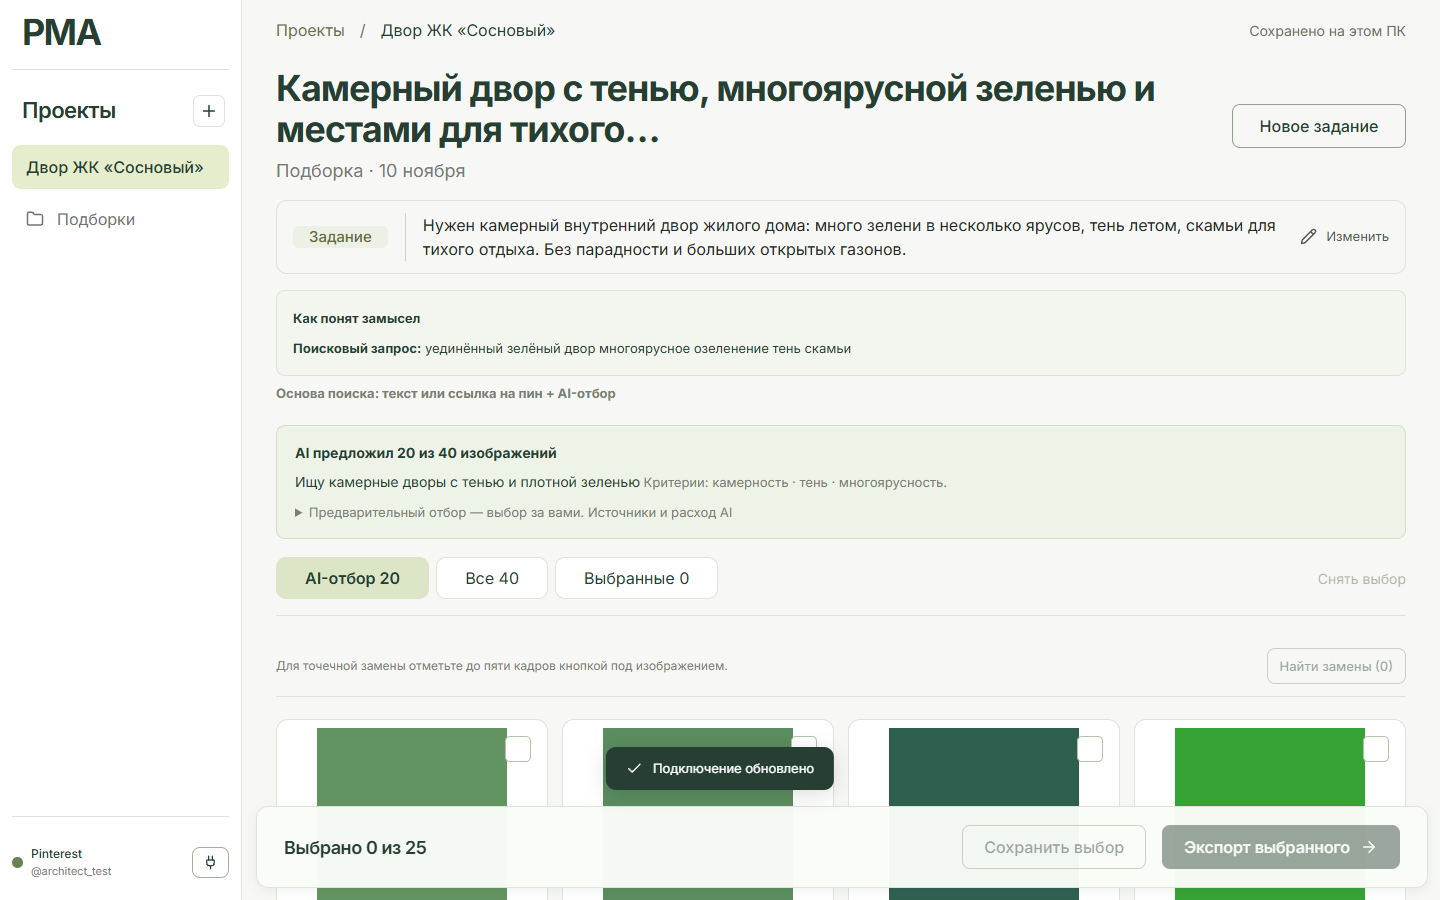 PMA
Проекты
Двор ЖК «Сосновый»
Подборки
Pinterest
@architect_test
Проекты / Двор ЖК «Сосновый»
Сохранено на этом ПК
Камерный двор с тенью, многоярусной зеленью и
местами для тихого…
Подборка · 10 ноября
Новое задание
Задание
Нужен камерный внутренний двор жилого дома: много зелени в несколько ярусов, тень летом, скамьи для
тихого отдыха. Без парадности и больших открытых газонов.
Изменить
Как понят замысел
Поисковый запрос: уединённый зелёный двор многоярусное озеленение тень скамьи
Основа поиска: текст или ссылка на пин + AI-отбор
AI предложил 20 из 40 изображений
Ищу камерные дворы с тенью и плотной зеленью Критерии: камерность · тень · многоярусность.
Предварительный отбор — выбор за вами. Источники и расход AI
AI-отбор 20
Все 40
Выбранные 0
Снять выбор
Для точечной замены отметьте до пяти кадров кнопкой под изображением.
Найти замены (0)
Подключение обновлено
Выбрано 0 из 25
Сохранить выбор
Экспорт выбранного